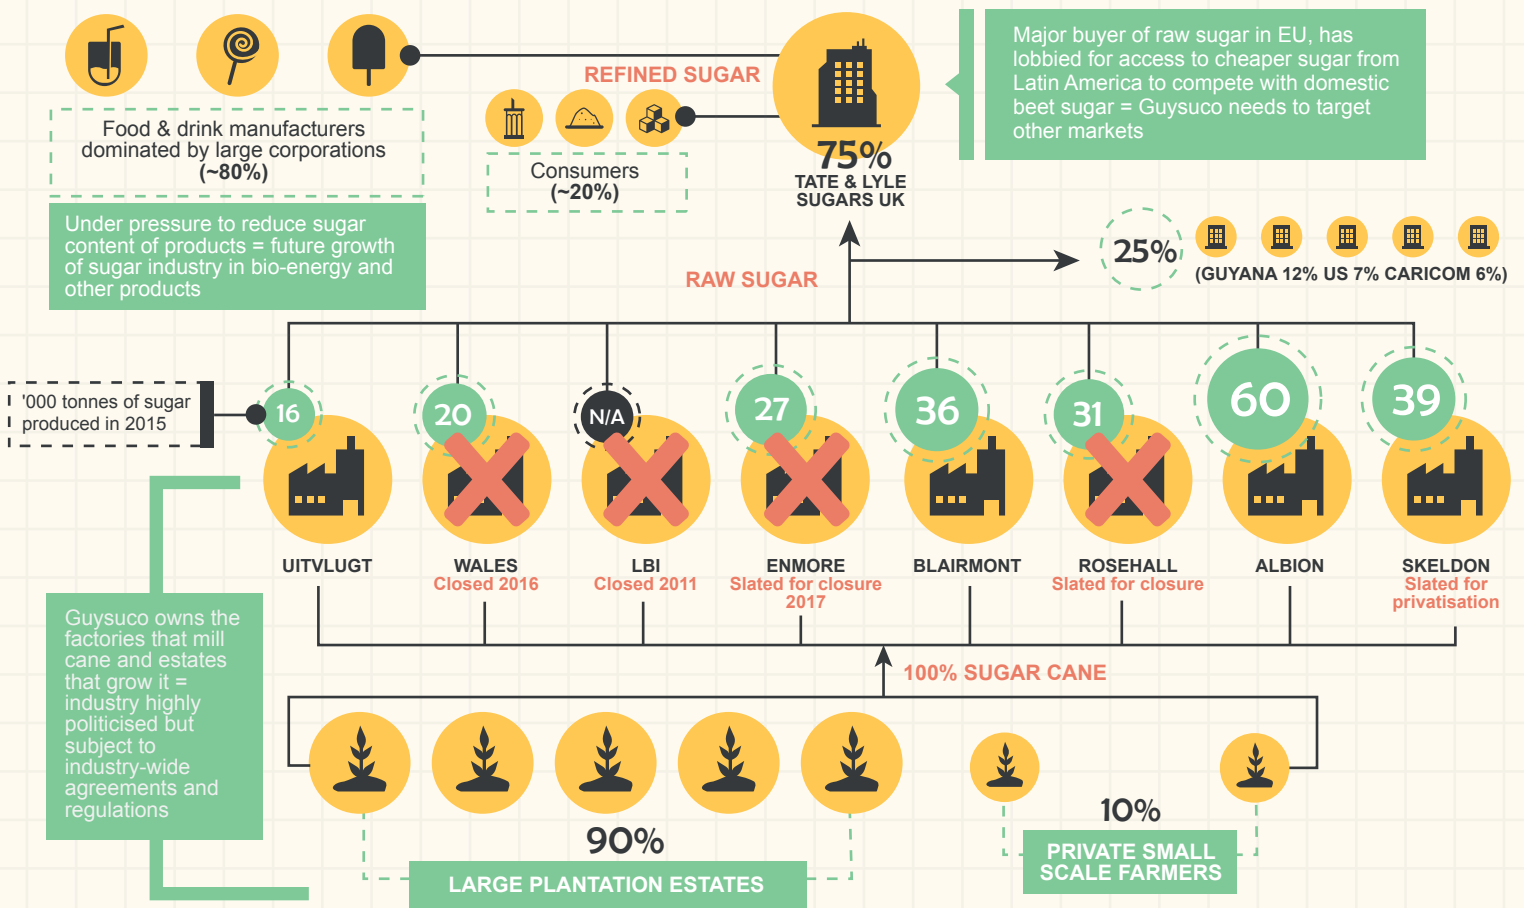 REFINED SUGAR
Food & drink manufacturers
dominated by large corporations
(~80%)
Under pressure to reduce sugar
content of products = future growth
of sugar industry in bio-energy and
other products
Consumers
(~20%)
75%
TATE & LYLE
SUGARS UK
Major buyer of raw sugar in EU, has
lobbied for access to cheaper sugar from
Latin America to compete with domestic
beet sugar = Guysuco needs to target
other markets
RAW SUGAR
25%
(GUYANA 12% US 7% CARICOM 6%)
'000 tonnes of sugar
produced in 2015
16
20
N/A
27
36
31
60
39
UITVLUGT
WALES
Closed 2016
LBI
Closed 2011
ENMORE
Slated for closure
2017
BLAIRMONT
ROSEHALL
Slated for closure
ALBION
SKELDON
Slated for
privatisation
Guysuco owns the
factories that mill
cane and estates
that grow it =
industry highly
politicised but
subject to
industry-wide
agreements and
regulations
100% SUGAR CANE
90%
LARGE PLANTATION ESTATES
10%
PRIVATE SMALL
SCALE FARMERS